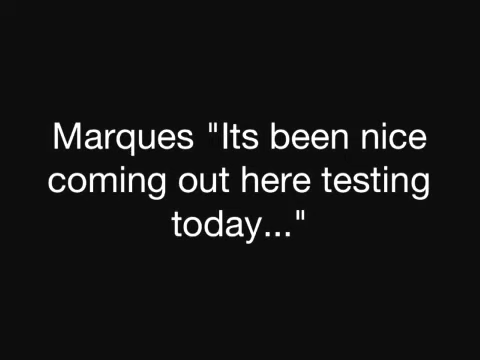 Marques "Its been nice
coming out here testing
today..."